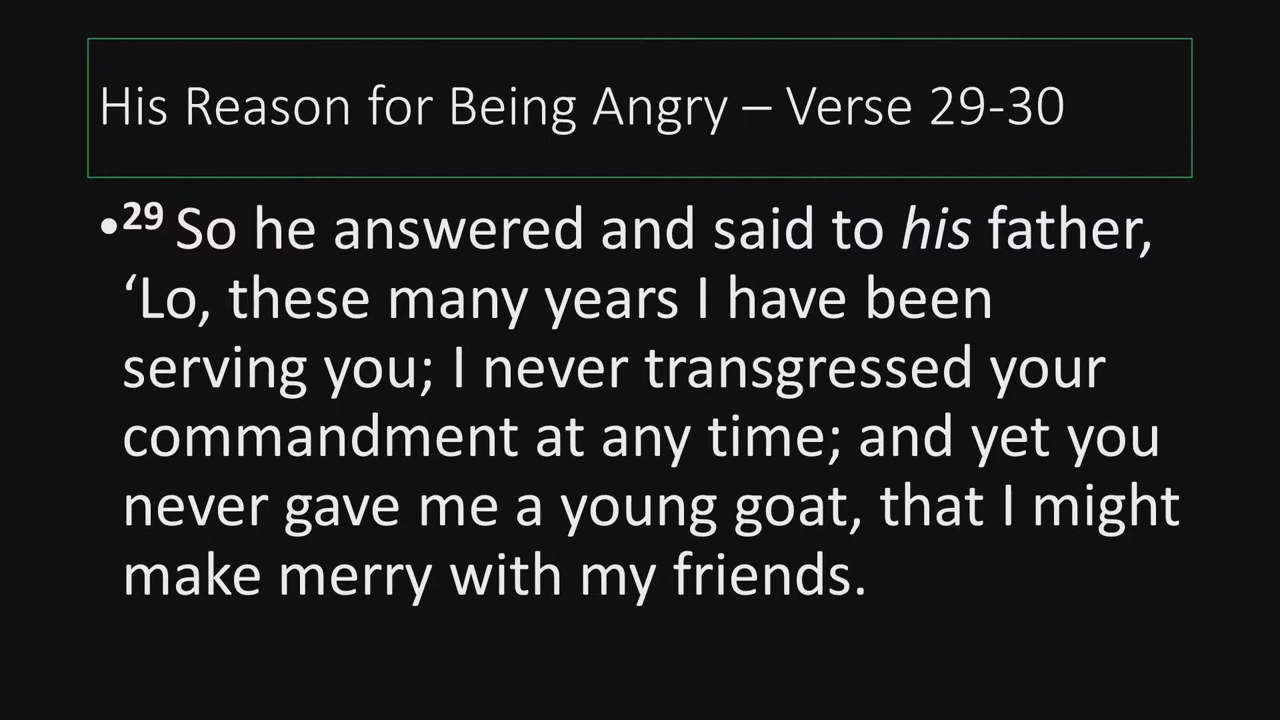 His Reason for Being Angry – Verse 29-30
•29 So he answered and said to his father,
‘Lo, these many years I have been
serving you; I never transgressed your
commandment at any time; and yet you
never gave me a young goat, that I might
make merry with my friends.